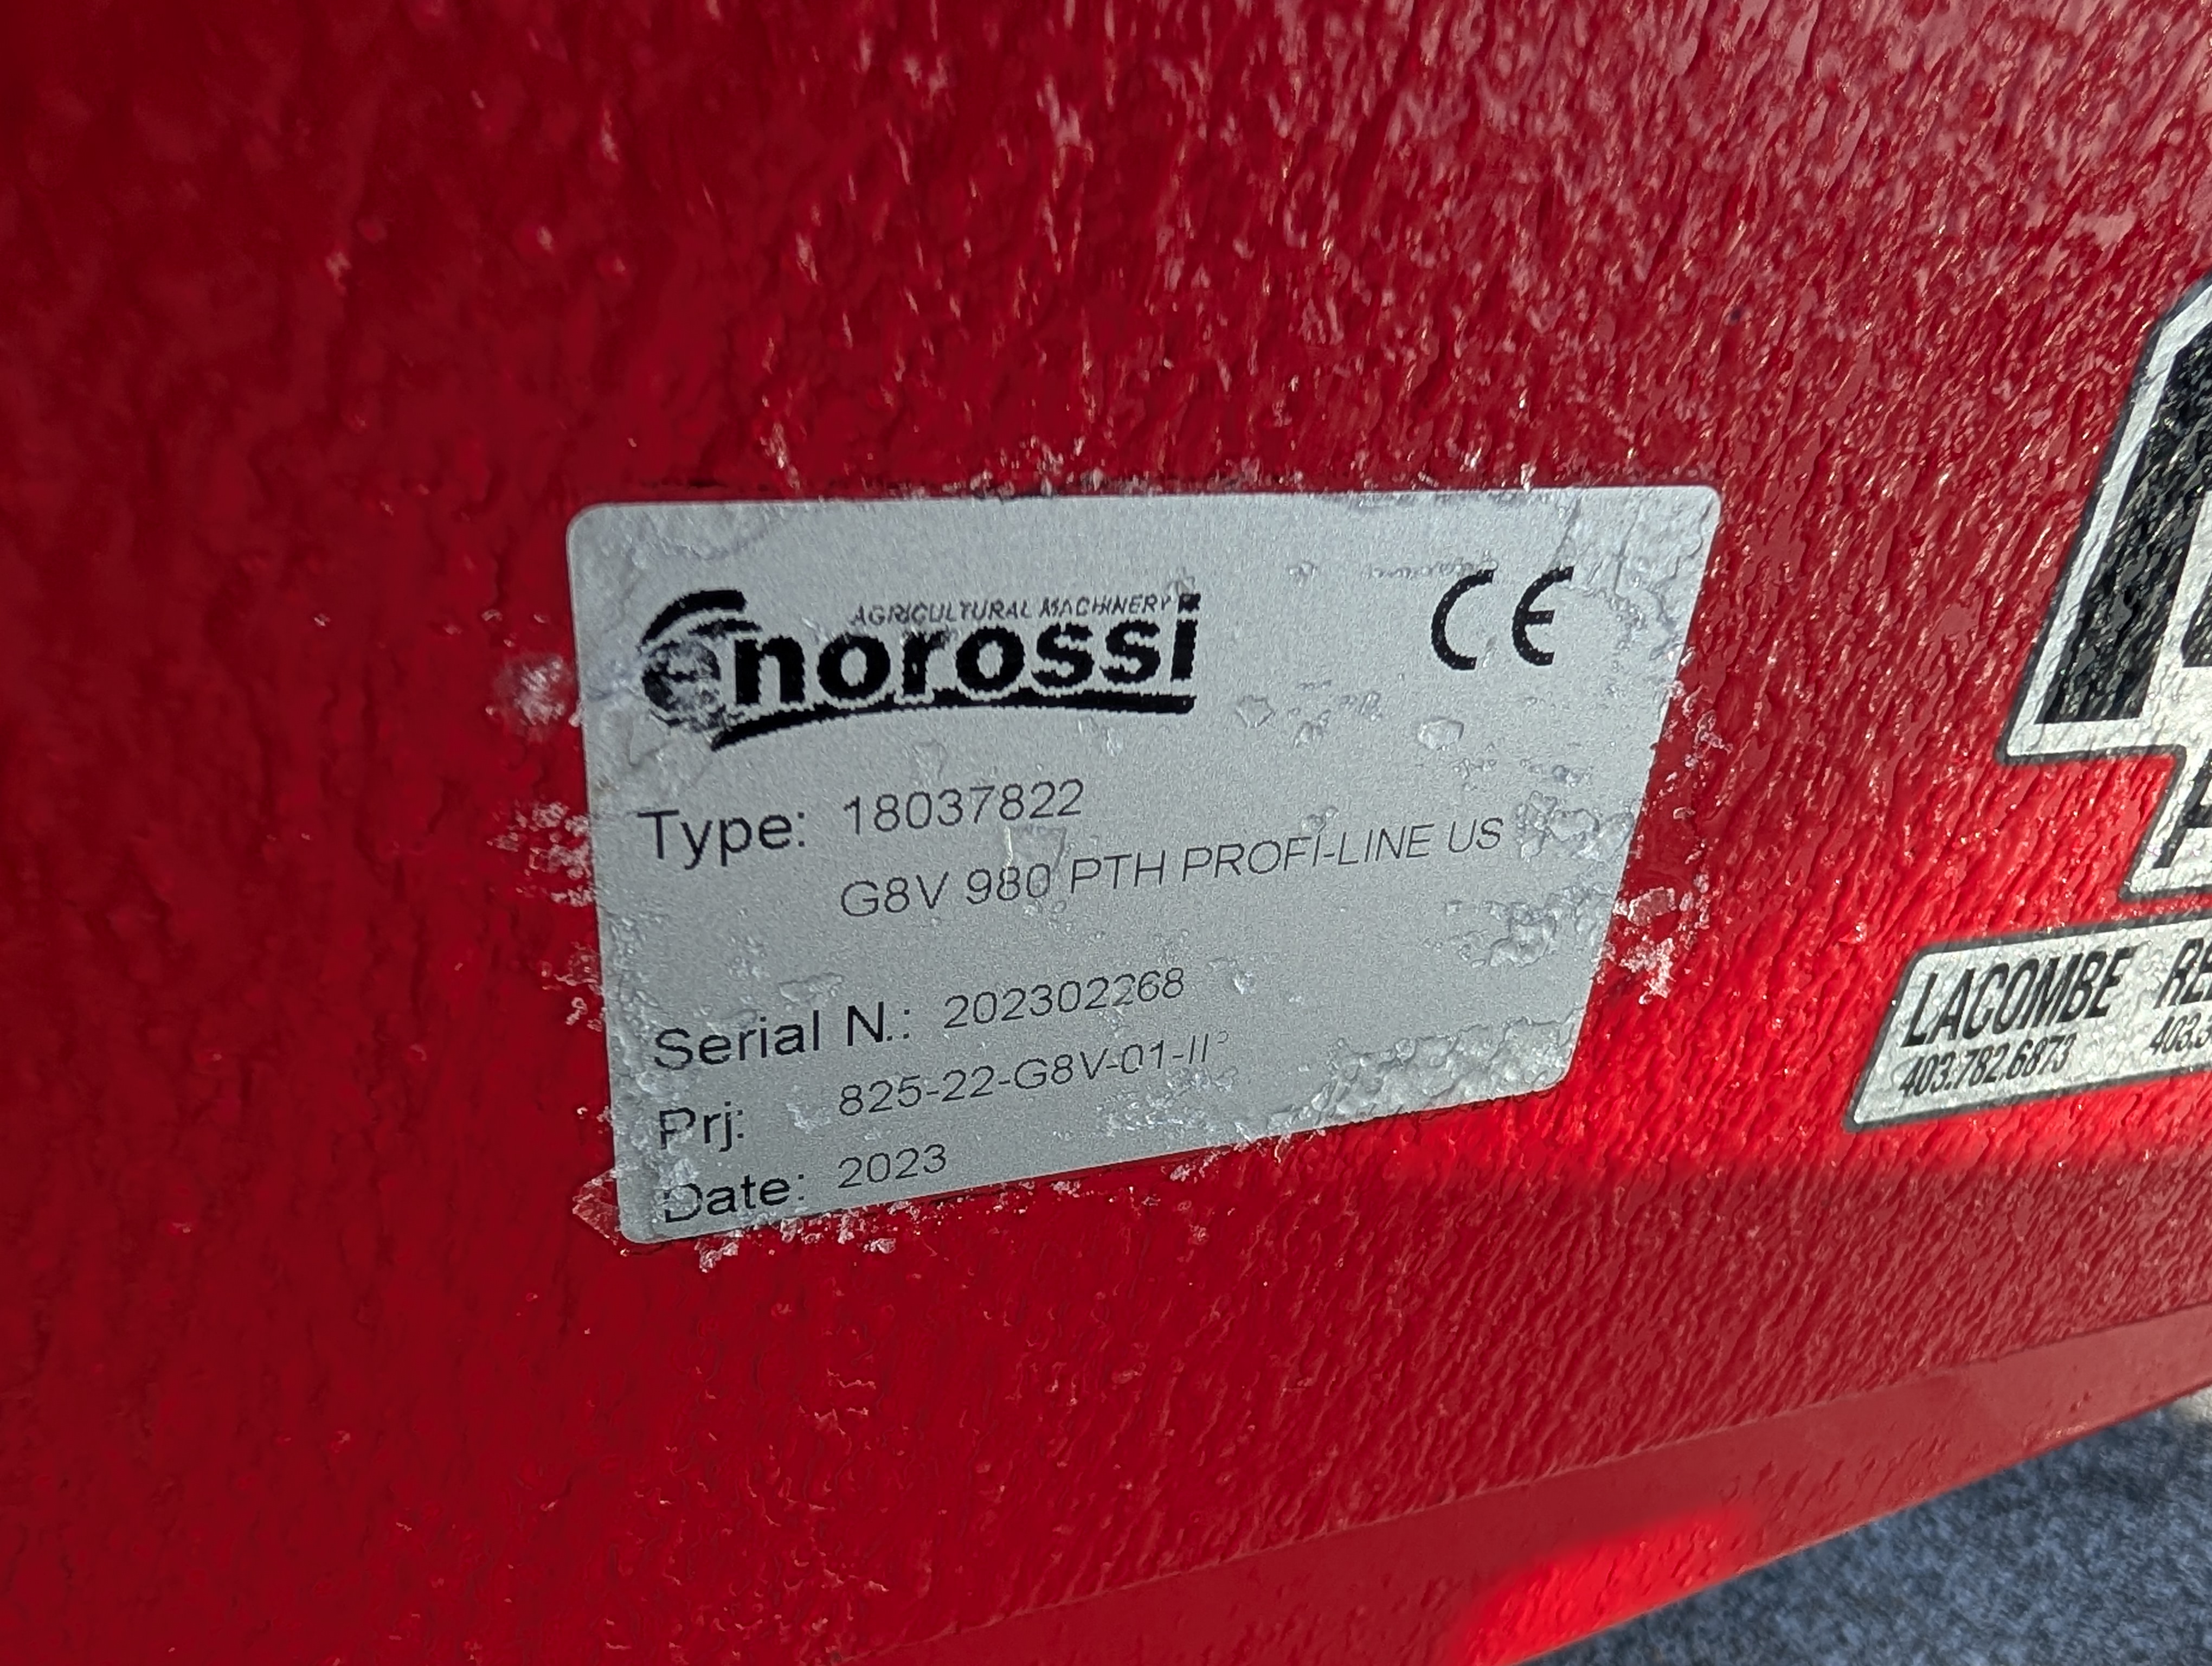 AGRICULTURAL MACHINERY
enorossi
CE
Type: 18037822
G8V 980 PTH PROFI-LINE US
Serial N.: 202302268
Prj: 825-22-G8V-01-II°
Date: 2023
LACOMBE
403.782.6873